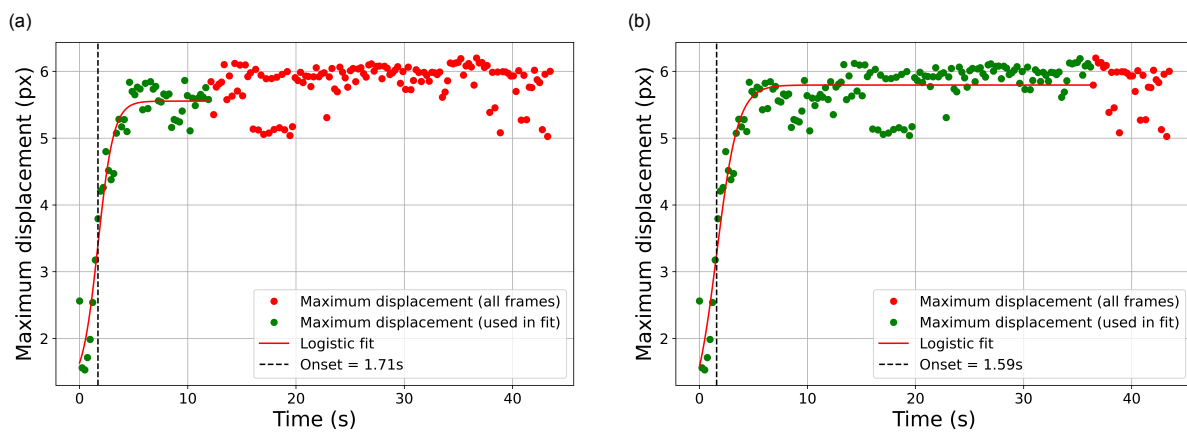 (a)
Maximum displacement (px)
6
5
4
3
2
0
10
20
30
40
Time (s)
Maximum displacement (all frames)
Maximum displacement (used in fit)
Logistic fit
Onset = 1.71s
(b)
Maximum displacement (px)
6
5
4
3
2
0
10
20
30
40
Time (s)
Maximum displacement (all frames)
Maximum displacement (used in fit)
Logistic fit
Onset = 1.59s